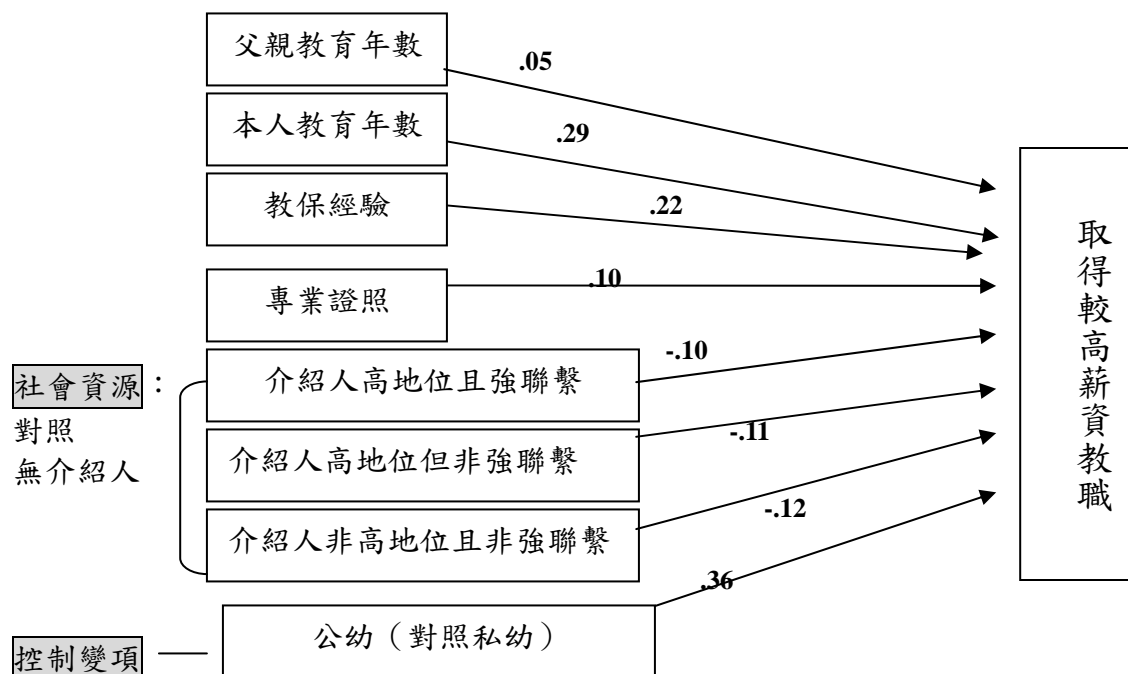 父親教育年數
.05
本人教育年數
.29
教保經驗
.22
專業證照
.10
社會資源：
對照
無介紹人
介紹人高地位且強聯繫
-.10
介紹人高地位但非強聯繫
-.11
介紹人非高地位且非強聯繫
-.12
控制變項
公幼（對照私幼）
.36
取得較高薪資教職